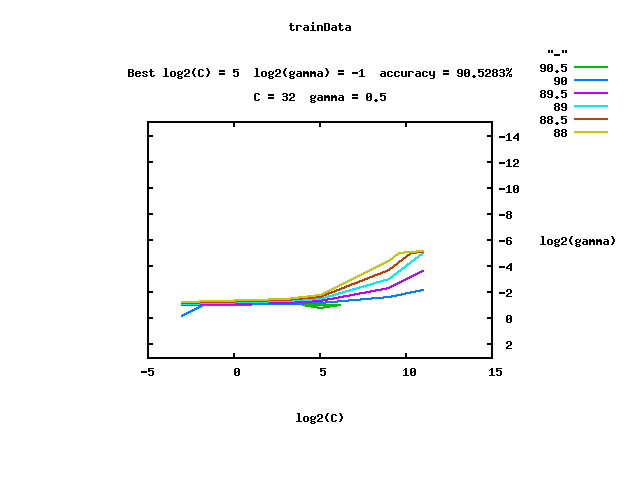 trainData
Best log2(C) = 5 log2(gamma) = -1 accuracy = 90.5283%
C = 32 gamma = 0.5
"-"
90.5
90
89.5
89
88.5
88
-14
-12
-10
-8
-6
-4
-2
0
2
log2(gamma)
-5 0 5 10 15
log2(C)